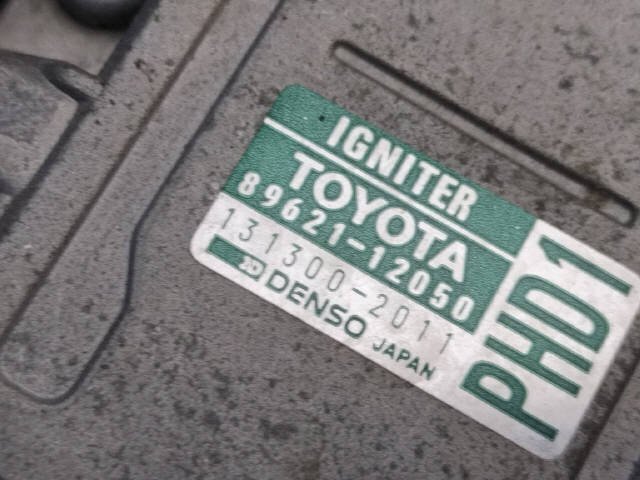 IGNITER
TOYOTA
89621-12050
131300-2011
DENSO JAPAN
PHD1